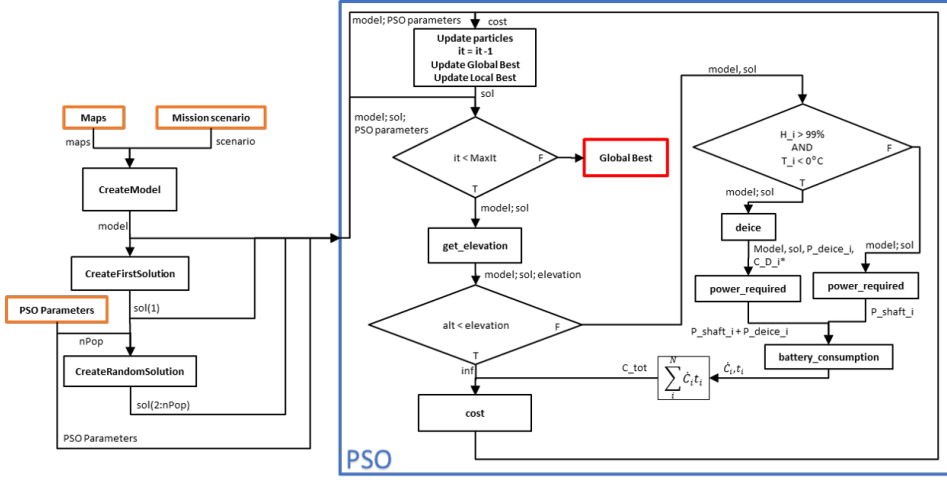 Maps
Mission scenario
maps
scenario
CreateModel
model
CreateFirstSolution
PSO Parameters
sol(1)
nPop
CreateRandomSolution
sol(2:nPop)
PSO Parameters
model; PSO parameters
cost
Update particles
it = it -1
Update Global Best
Update Local Best
sol
model; sol;
PSO parameters
it < MaxIt
F
T
Global Best
model; sol
get_elevation
model; sol; elevation
alt < elevation
F
T
inf
cost
model, sol
H_i > 99%
AND
T_i < 0°C
F
T
model; sol
deice
Model, sol, P_deice_i,
C_D_i*
power_required
model; sol
power_required
P_shaft_i
P_shaft_i + P_deice_i
battery_consumption
Ċᵢ, tᵢ
N
∑ Ċᵢ tᵢ
i
C_tot
PSO